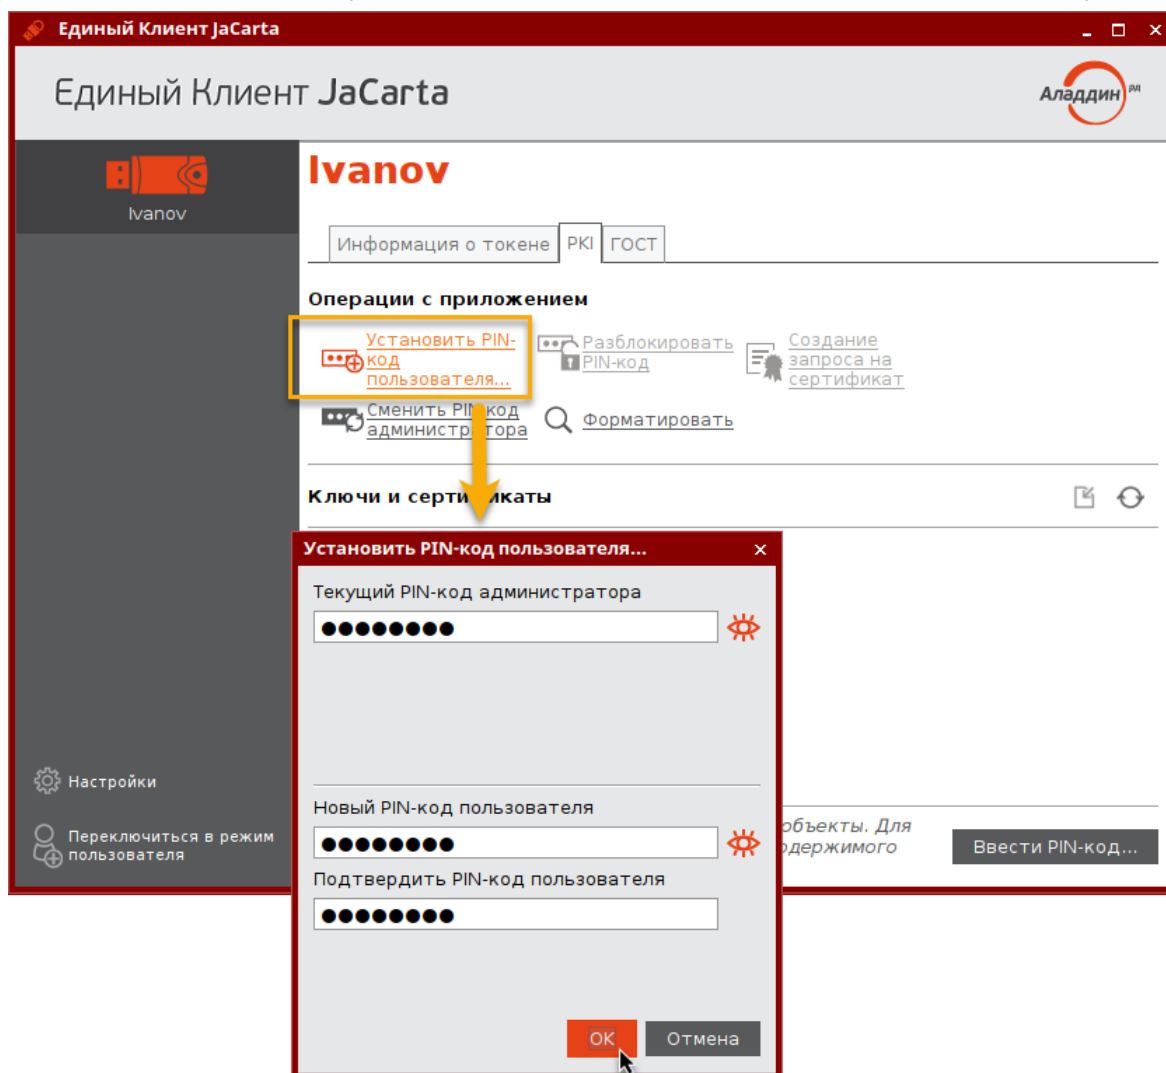 Единый Клиент JaCarta
Единый Клиент JaCarta
Аладдин РД
Ivanov
Ivanov
Информация о токене PKI ГОСТ
Операции с приложением
Установить PIN-
код
пользователя...
Разблокировать
PIN-код
Создание
запроса на
сертификат
Сменить PIN-код
администратора
Форматировать
Ключи и сертификаты
Установить PIN-код пользователя...
Текущий PIN-код администратора
Новый PIN-код пользователя
Подтвердить PIN-код пользователя
OK Отмена
объекты. Для
Ввести PIN-код...
Настройки
Переключиться в режим
пользователя